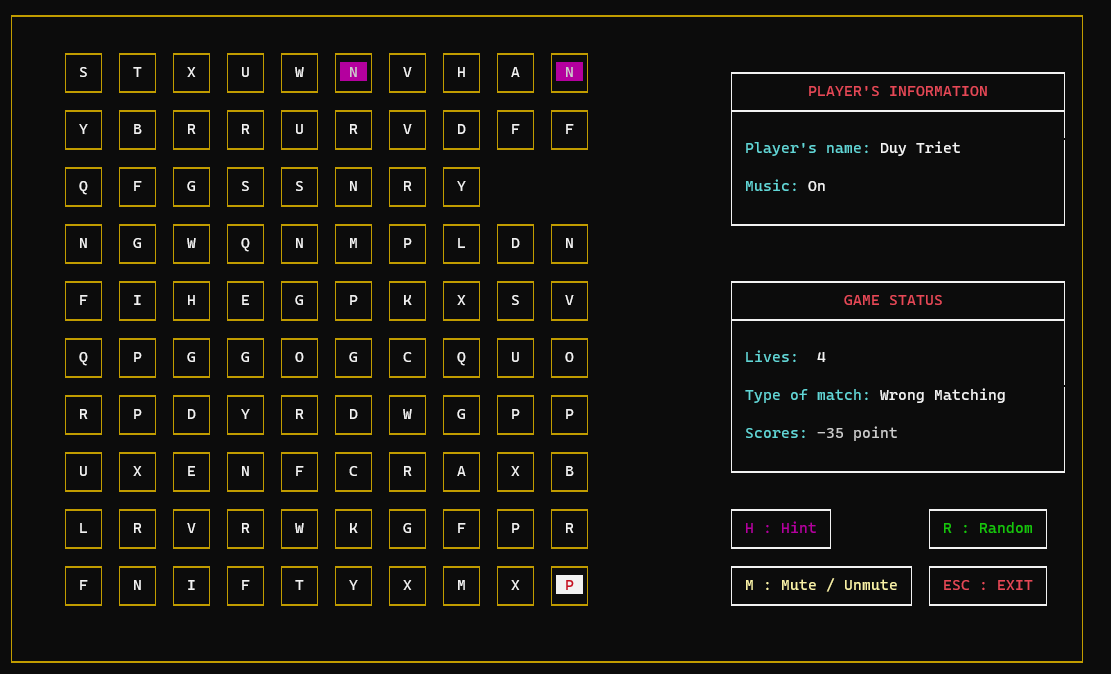 S T X U W N V H A N
Y B R R U R V D F F
Q F G S S N R Y
N G W Q N M P L D N
F I H E G P K X S V
Q P G G O G C Q U O
R P D Y R D W G P P
U X E N F C R A X B
L R V R W K G F P R
F N I F T Y X M X P
PLAYER'S INFORMATION
Player's name: Duy Triet
Music: On
GAME STATUS
Lives: 4
Type of match: Wrong Matching
Scores: -35 point
H : Hint
R : Random
M : Mute / Unmute
ESC : EXIT